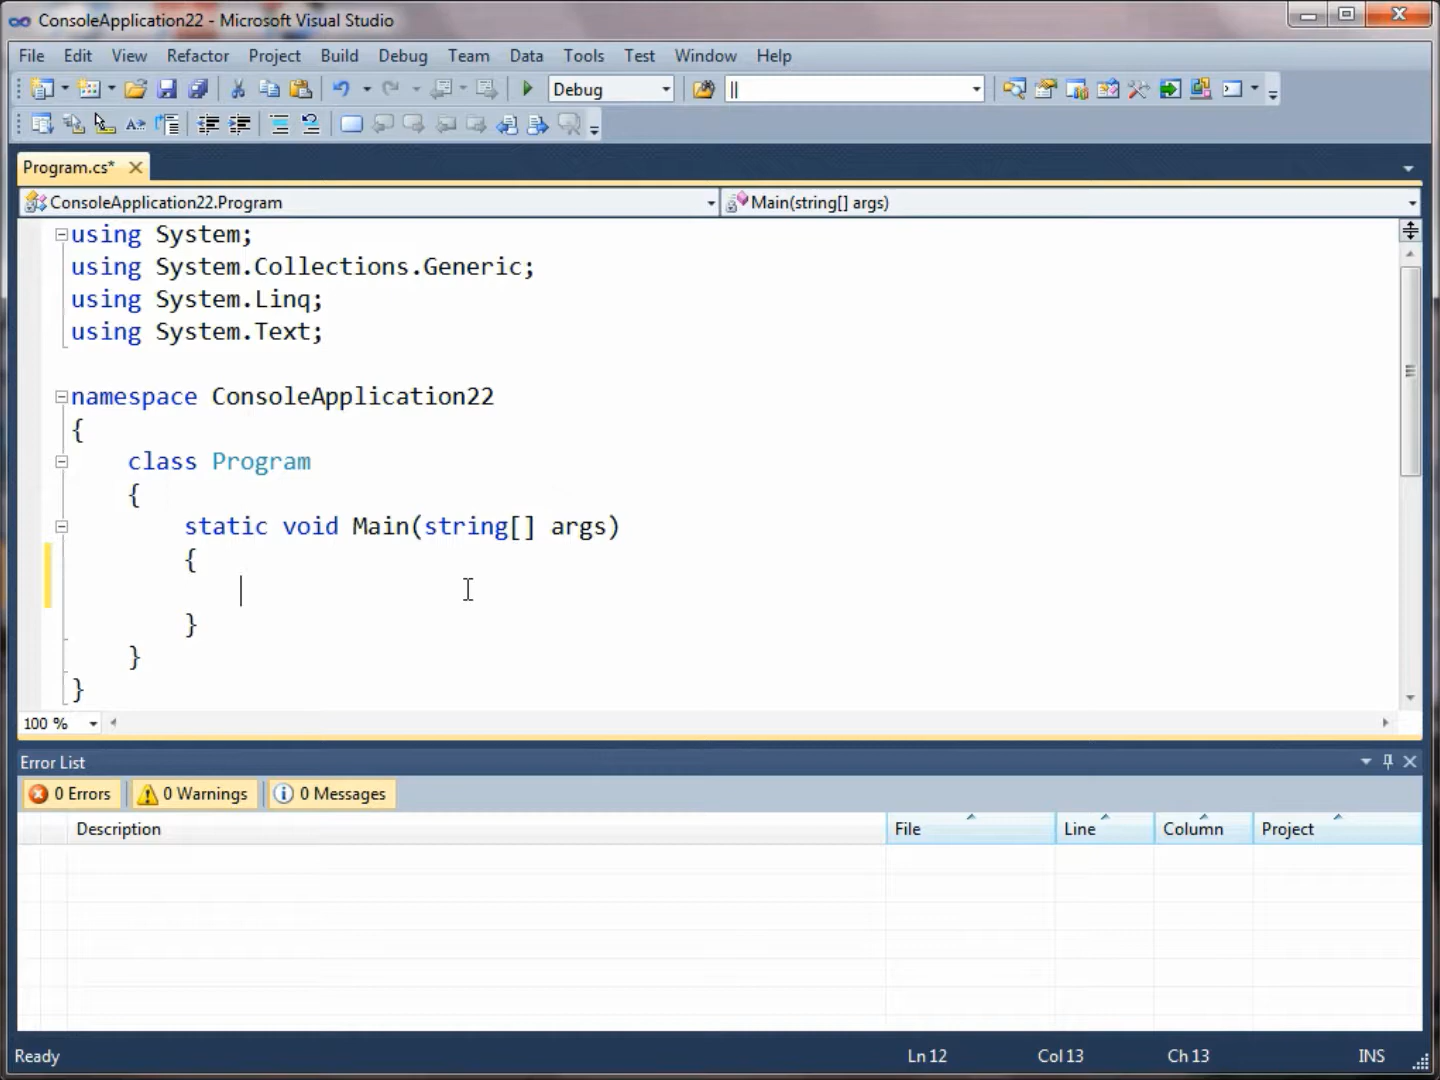 ConsoleApplication22 - Microsoft Visual Studio
File Edit View Refactor Project Build Debug Team Data Tools Test Window Help
Debug ||
Program.cs*
ConsoleApplication22.Program Main(string[] args)
using System;
using System.Collections.Generic;
using System.Linq;
using System.Text;
namespace ConsoleApplication22
{
class Program
{
static void Main(string[] args)
{
}
}
}
100 %
Error List
0 Errors 0 Warnings 0 Messages
Description File Line Column Project
Ready Ln 12 Col 13 Ch 13 INS